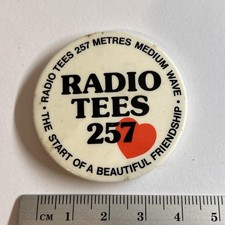 • RADIO TEES 257 METRES MEDIUM WAVE •
RADIO
TEES
257
THE START OF A BEAUTIFUL FRIENDSHIP
CM 1 2 3 4 5